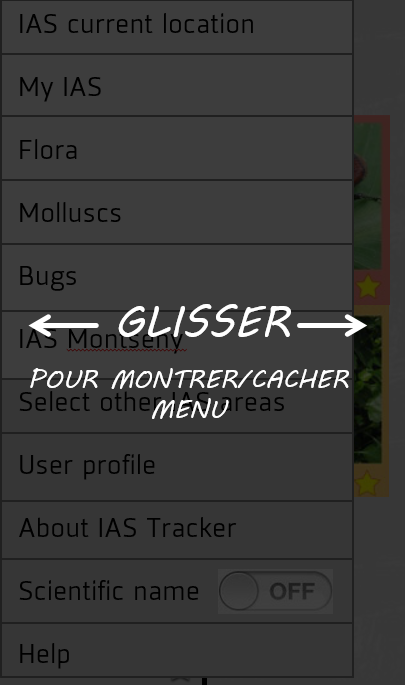 IAS current location
My IAS
Flora
Molluscs
Bugs
← GLISSER →
IAS Montseny
POUR MONTRER/CACHER
Select other IAS areas
MENU
User profile
About IAS Tracker
Scientific name OFF
Help